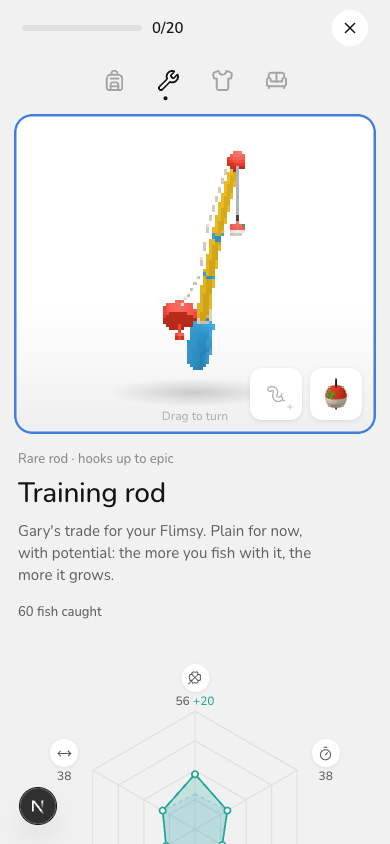 0/20
Drag to turn
Rare rod · hooks up to epic
Training rod
Gary's trade for your Flimsy. Plain for now,
with potential: the more you fish with it, the
more it grows.
60 fish caught
56 +20
38
38
N